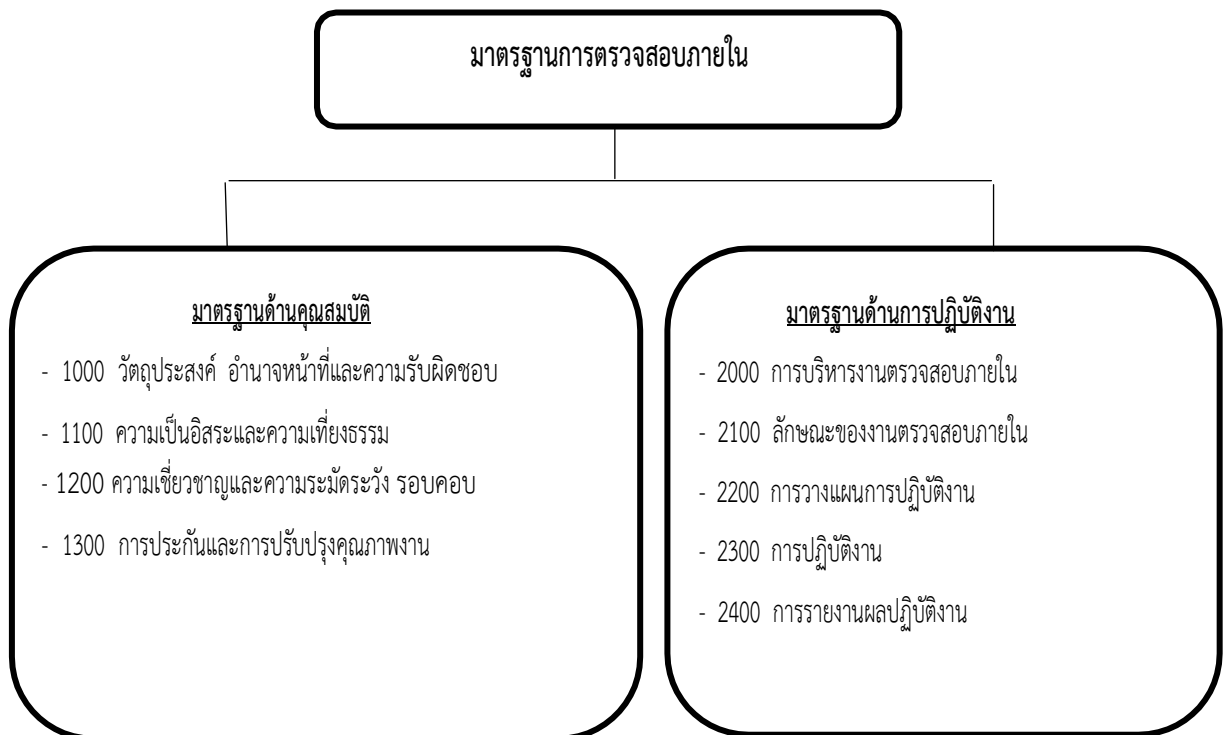 มาตรฐานการตรวจสอบภายใน
มาตรฐานด้านคุณสมบัติ
- 1000 วัตถุประสงค์ อำนาจหน้าที่และความรับผิดชอบ
- 1100 ความเป็นอิสระและความเที่ยงธรรม
- 1200 ความเชี่ยวชาญและความระมัดระวัง รอบคอบ
- 1300 การประกันและการปรับปรุงคุณภาพงาน
มาตรฐานด้านการปฏิบัติงาน
- 2000 การบริหารงานตรวจสอบภายใน
- 2100 ลักษณะของงานตรวจสอบภายใน
- 2200 การวางแผนการปฏิบัติงาน
- 2300 การปฏิบัติงาน
- 2400 การรายงานผลปฏิบัติงาน